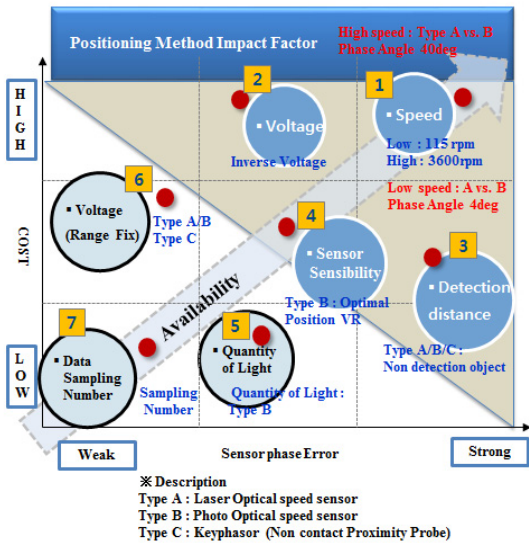 Positioning Method Impact Factor
High speed : Type A vs. B
Phase Angle 40deg
HIGH
COST
LOW
2
▪ Voltage
Inverse Voltage
1
▪ Speed
Low : 115 rpm
High : 3600rpm
6
▪ Voltage
(Range Fix)
Type A/B
Type C
Low speed : A vs. B
Phase Angle 4deg
4
▪ Sensor
Sensibility
Type B : Optimal
Position VR
3
▪ Detection
distance
Type A/B/C :
Non detection object
Availability
7
▪ Data
Sampling
Number
Sampling
Number
5
▪ Quantity
of Light
Quantity of Light :
Type B
Weak
Sensor phase Error
Strong
※ Description
Type A : Laser Optical speed sensor
Type B : Photo Optical speed sensor
Type C : Keyphasor (Non contact Proximity Probe)